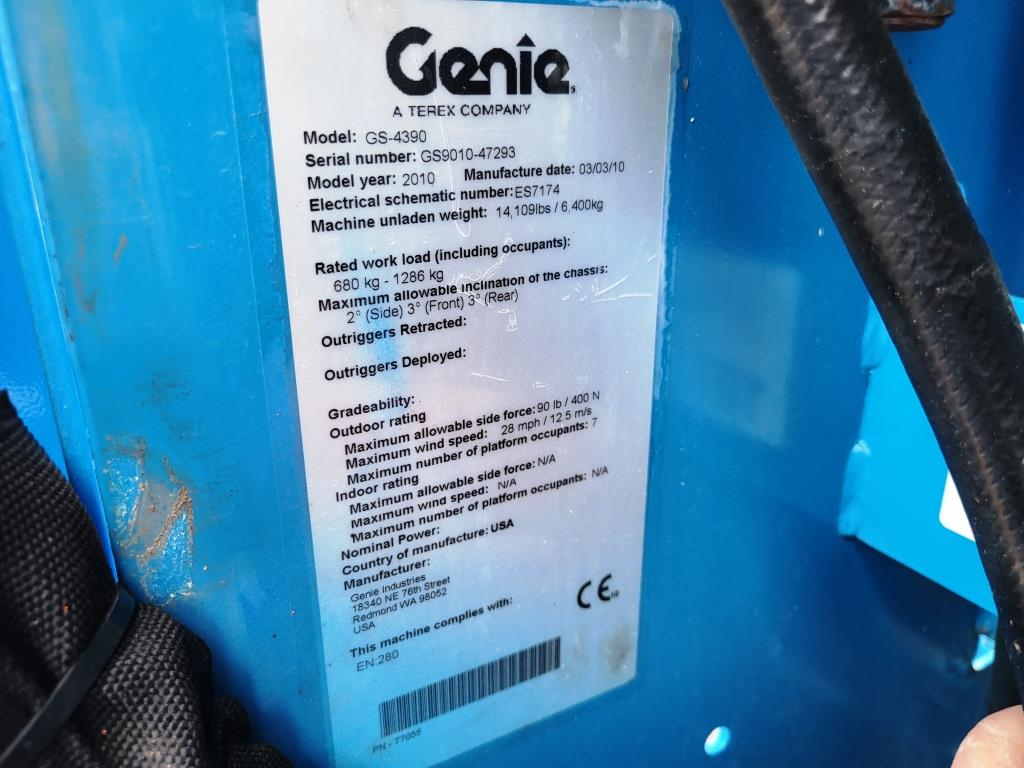 Genie
A TEREX COMPANY
Model: GS-4390
Serial number: GS9010-47293
Model year: 2010 Manufacture date: 03/03/10
Electrical schematic number: ES7174
Machine unladen weight: 14,109lbs / 6,400kg
Rated work load (including occupants):
680 kg - 1286 kg
Maximum allowable inclination of the chassis:
2° (Side) 3° (Front) 3° (Rear)
Outriggers Retracted:
Outriggers Deployed:
Gradeability:
Outdoor rating
Maximum allowable side force: 90 lb / 400 N
Maximum wind speed: 28 mph / 12.5 m/s
Maximum number of platform occupants: 7
Indoor rating
Maximum allowable side force: N/A
Maximum wind speed: N/A
Maximum number of platform occupants: N/A
Nominal Power:
Country of manufacture: USA
Manufacturer:
Genie Industries
18340 NE 76th Street
Redmond WA 98052
USA
This machine complies with:
EN:280
CE
PN - 77055